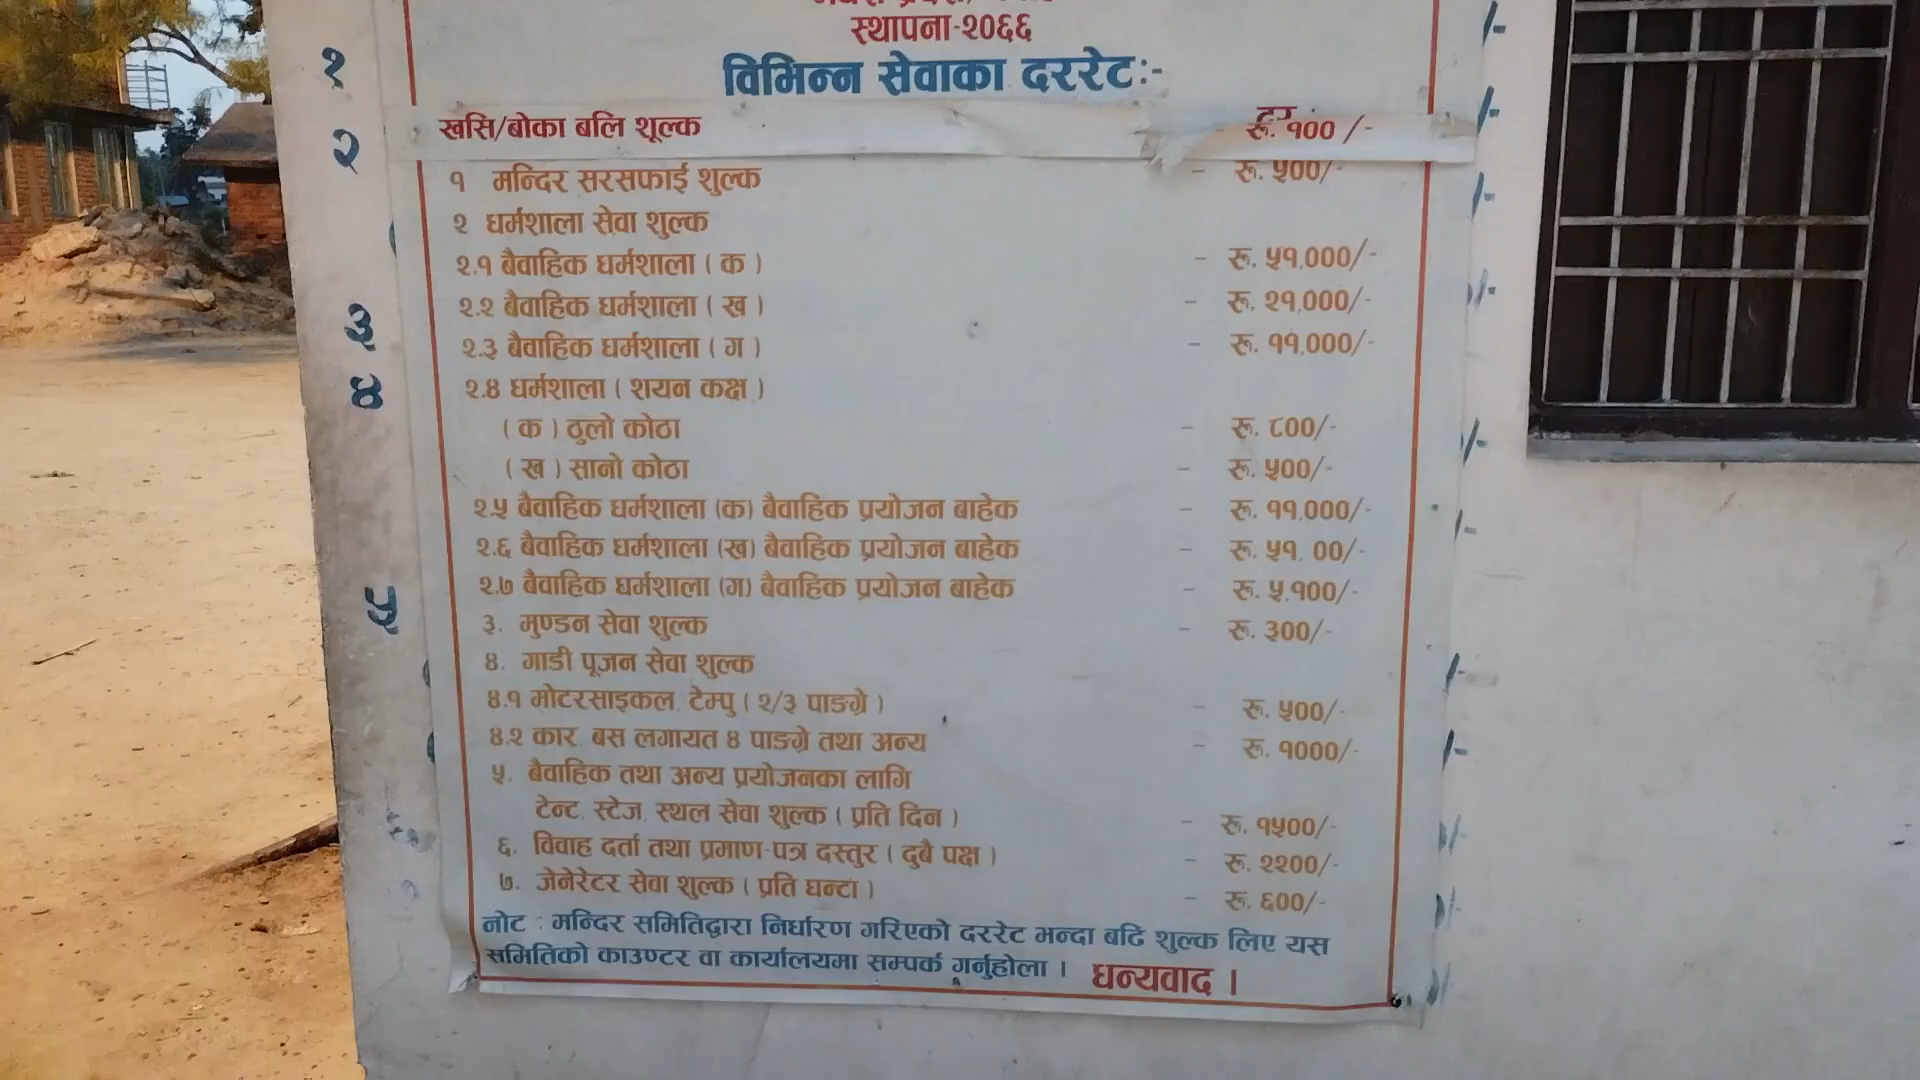 स्थापना-२०६६
विभिन्न सेवाका दररेटः-
खसि/बोका बलि शूल्क रू. १०० /-
१ मन्दिर सरसफाई शुल्क - रू. ५००/-
२ धर्मशाला सेवा शुल्क
२.१ बैवाहिक धर्मशाला ( क ) - रू. ५१,०००/-
२.२ बैवाहिक धर्मशाला ( ख ) - रू. २१,०००/-
२.३ बैवाहिक धर्मशाला ( ग ) - रू. ११,०००/-
२.४ धर्मशाला ( शयन कक्ष )
( क ) ठुलो कोठा - रू. ८००/-
( ख ) सानो कोठा - रू. ५००/-
२.५ बैवाहिक धर्मशाला (क) बैवाहिक प्रयोजन बाहेक - रू. ११,०००/-
२.६ बैवाहिक धर्मशाला (ख) बैवाहिक प्रयोजन बाहेक - रू. ५१, ००/-
२.७ बैवाहिक धर्मशाला (ग) बैवाहिक प्रयोजन बाहेक - रू. ५,१००/-
३. मुण्डन सेवा शुल्क - रू. ३००/-
४. गाडी पूजन सेवा शुल्क
४.१ मोटरसाइकल, टेम्पु ( २/३ पाङग्रे ) - रू. ५००/-
४.२ कार, बस लगायत ४ पाङग्रे तथा अन्य - रू. १०००/-
५. बैवाहिक तथा अन्य प्रयोजनका लागि
टेन्ट, स्टेज, स्थल सेवा शुल्क ( प्रति दिन ) - रू. १५००/-
६. विवाह दर्ता तथा प्रमाण-पत्र दस्तुर ( दुबै पक्ष ) - रू. २२००/-
७. जेनेरेटर सेवा शुल्क ( प्रति घन्टा ) - रू. ६००/-
नोट : मन्दिर समितिद्वारा निर्धारण गरिएको दररेट भन्दा बढि शुल्क लिए यस
समितिको काउण्टर वा कार्यालयमा सम्पर्क गर्नुहोला । धन्यवाद ।
१
२
३
४
५